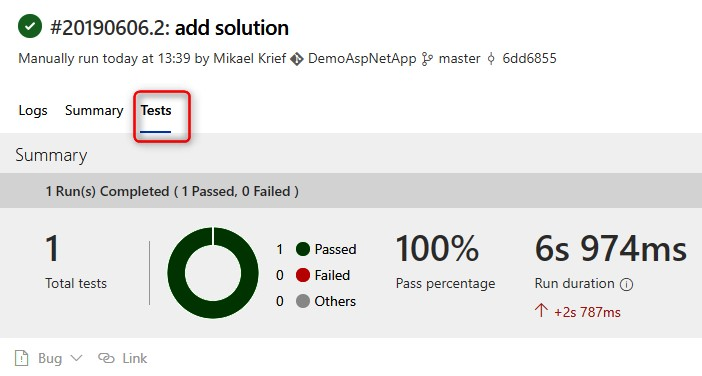 #20190606.2: add solution
Manually run today at 13:39 by Mikael Krief DemoAspNetApp master 6dd6855
Logs Summary Tests
Summary
1 Run(s) Completed ( 1 Passed, 0 Failed )
1
Total tests
1 Passed
0 Failed
0 Others
100%
Pass percentage
6s 974ms
Run duration
+2s 787ms
Bug Link